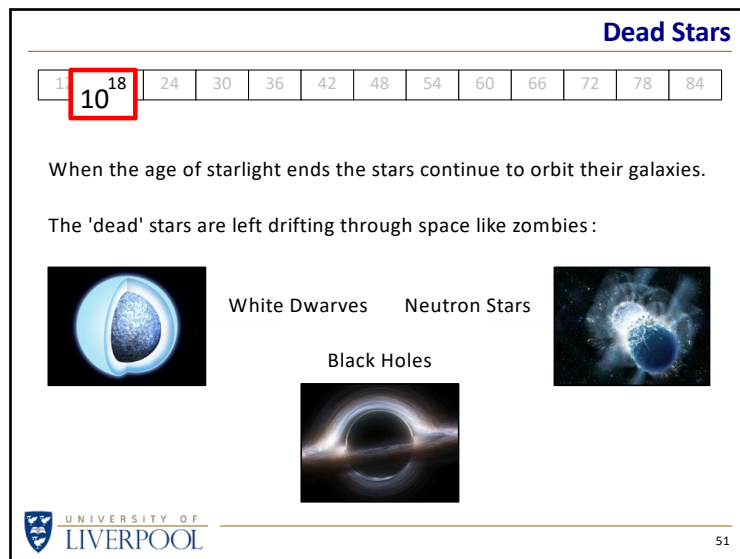 Dead Stars
12 10^18 24 30 36 42 48 54 60 66 72 78 84
When the age of starlight ends the stars continue to orbit their galaxies.
The 'dead' stars are left drifting through space like zombies :
White Dwarves Neutron Stars
Black Holes
UNIVERSITY OF
LIVERPOOL
51